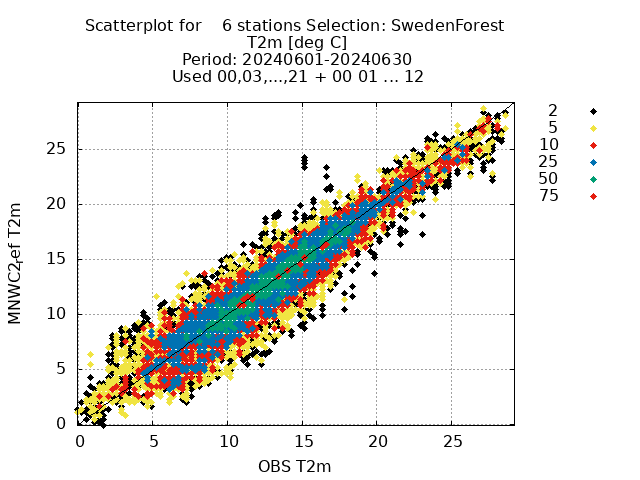 Scatterplot for    6 stations Selection: SwedenForest
T2m [deg C]
Period: 20240601-20240630
Used 00,03,...,21 + 00 01 ... 12
2
5
10
25
50
75
25
20
15
10
5
0
MNWC2.ef T2m
0 5 10 15 20 25
OBS T2m